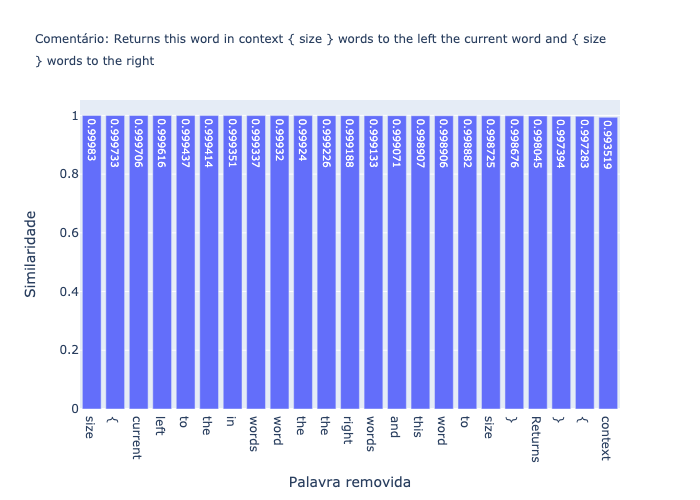 Comentário: Returns this word in context { size } words to the left the current word and { size
} words to the right
1
0.8
0.6
0.4
0.2
0
Similaridade
0.99983
0.999733
0.999706
0.999616
0.999437
0.999414
0.999351
0.999337
0.99932
0.99924
0.999226
0.999188
0.999133
0.999071
0.998907
0.998906
0.998882
0.998725
0.998676
0.998045
0.997394
0.997283
0.993519
size
{
current
left
to
the
in
words
word
the
the
right
words
and
this
word
to
size
}
Returns
}
{
context
Palavra removida